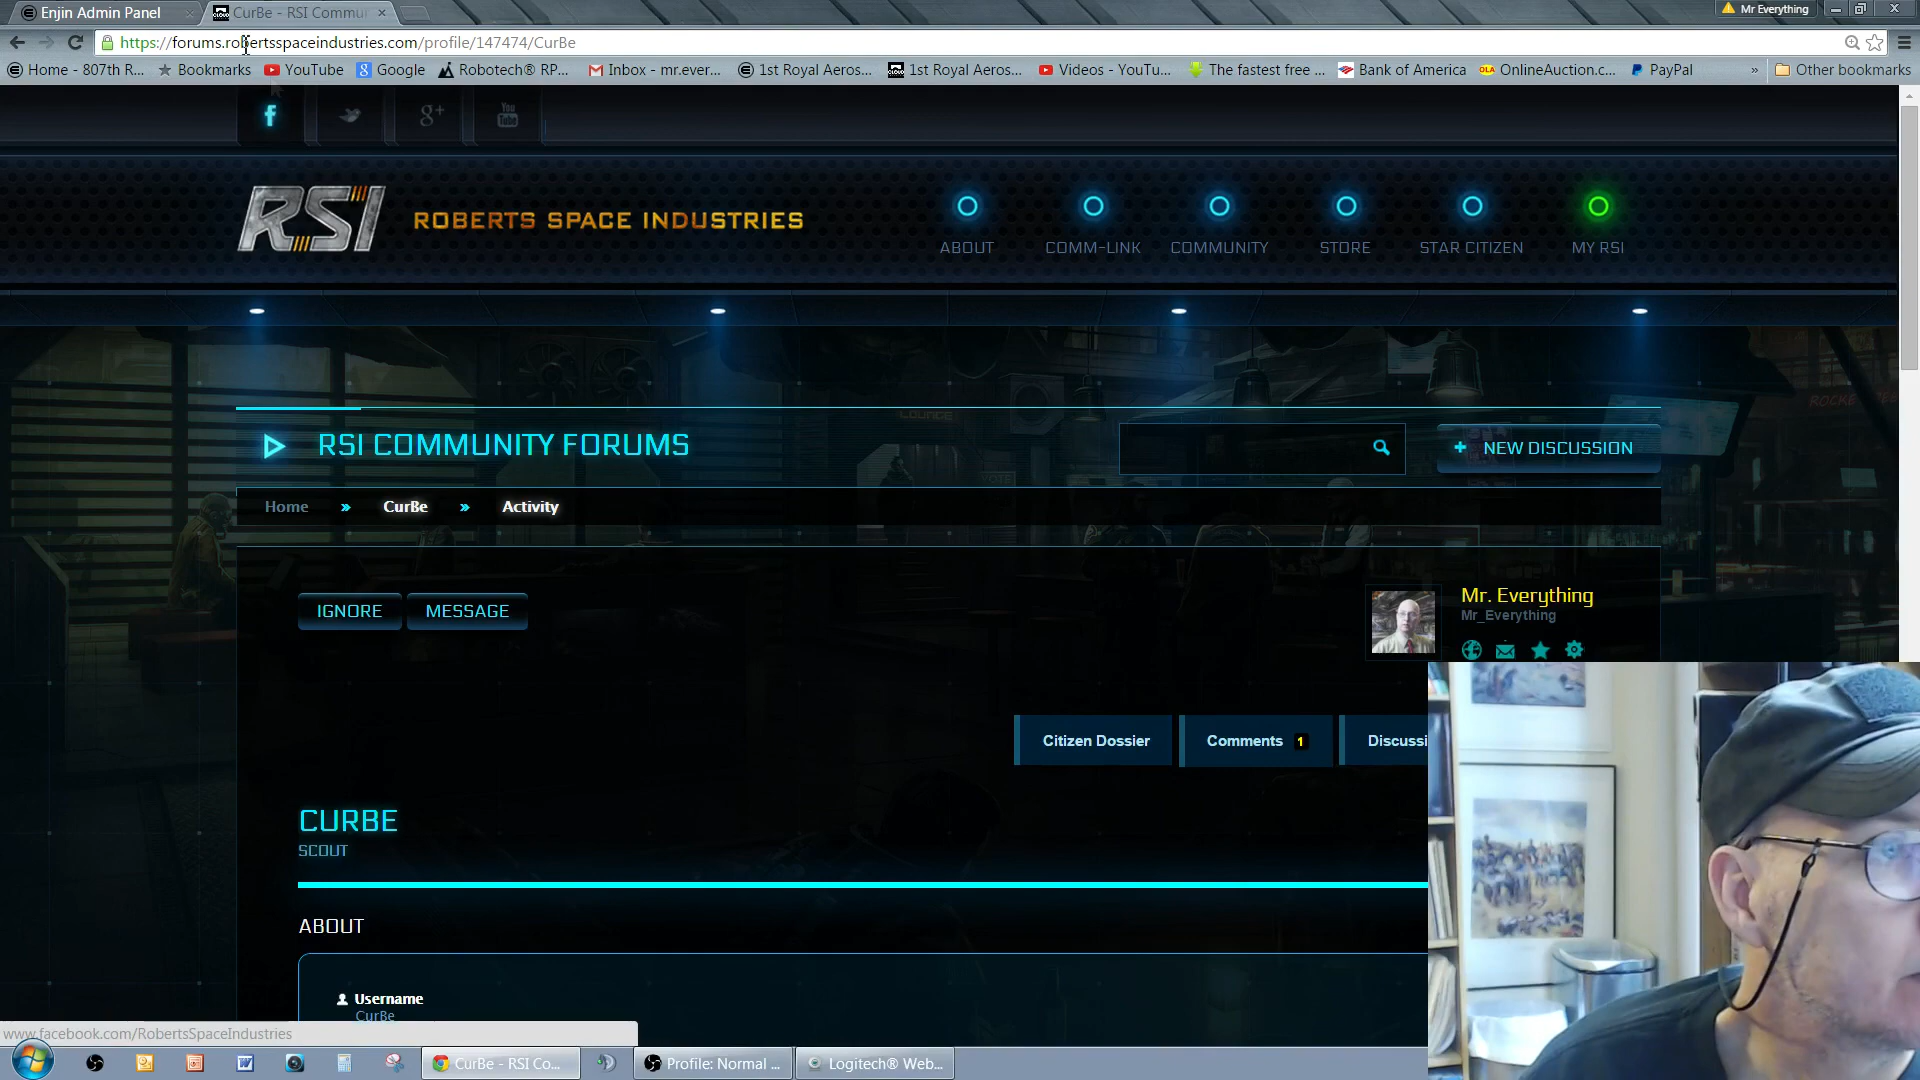 Enjin Admin Panel
CurBe - RSI Commu
Mr Everything
https://forums.robertsspaceindustries.com/profile/147474/CurBe
Home - 807th R...
Bookmarks
YouTube
Google
Robotech® RP...
Inbox - mr.ever...
1st Royal Aeros...
1st Royal Aeros...
Videos - YouTu...
The fastest free ...
Bank of America
OnlineAuction.c...
PayPal
»
Other bookmarks
RSI
ROBERTS SPACE INDUSTRIES
ABOUT
COMM-LINK
COMMUNITY
STORE
STAR CITIZEN
MY RSI
RSI COMMUNITY FORUMS
+ NEW DISCUSSION
Home » CurBe » Activity
IGNORE
MESSAGE
Mr. Everything
Mr_Everything
Citizen Dossier
Comments 1
Discussi
CURBE
SCOUT
ABOUT
Username
CurBe
www.facebook.com/RobertsSpaceIndustries
CurBe - RSI Co...
Profile: Normal ...
Logitech® Web...